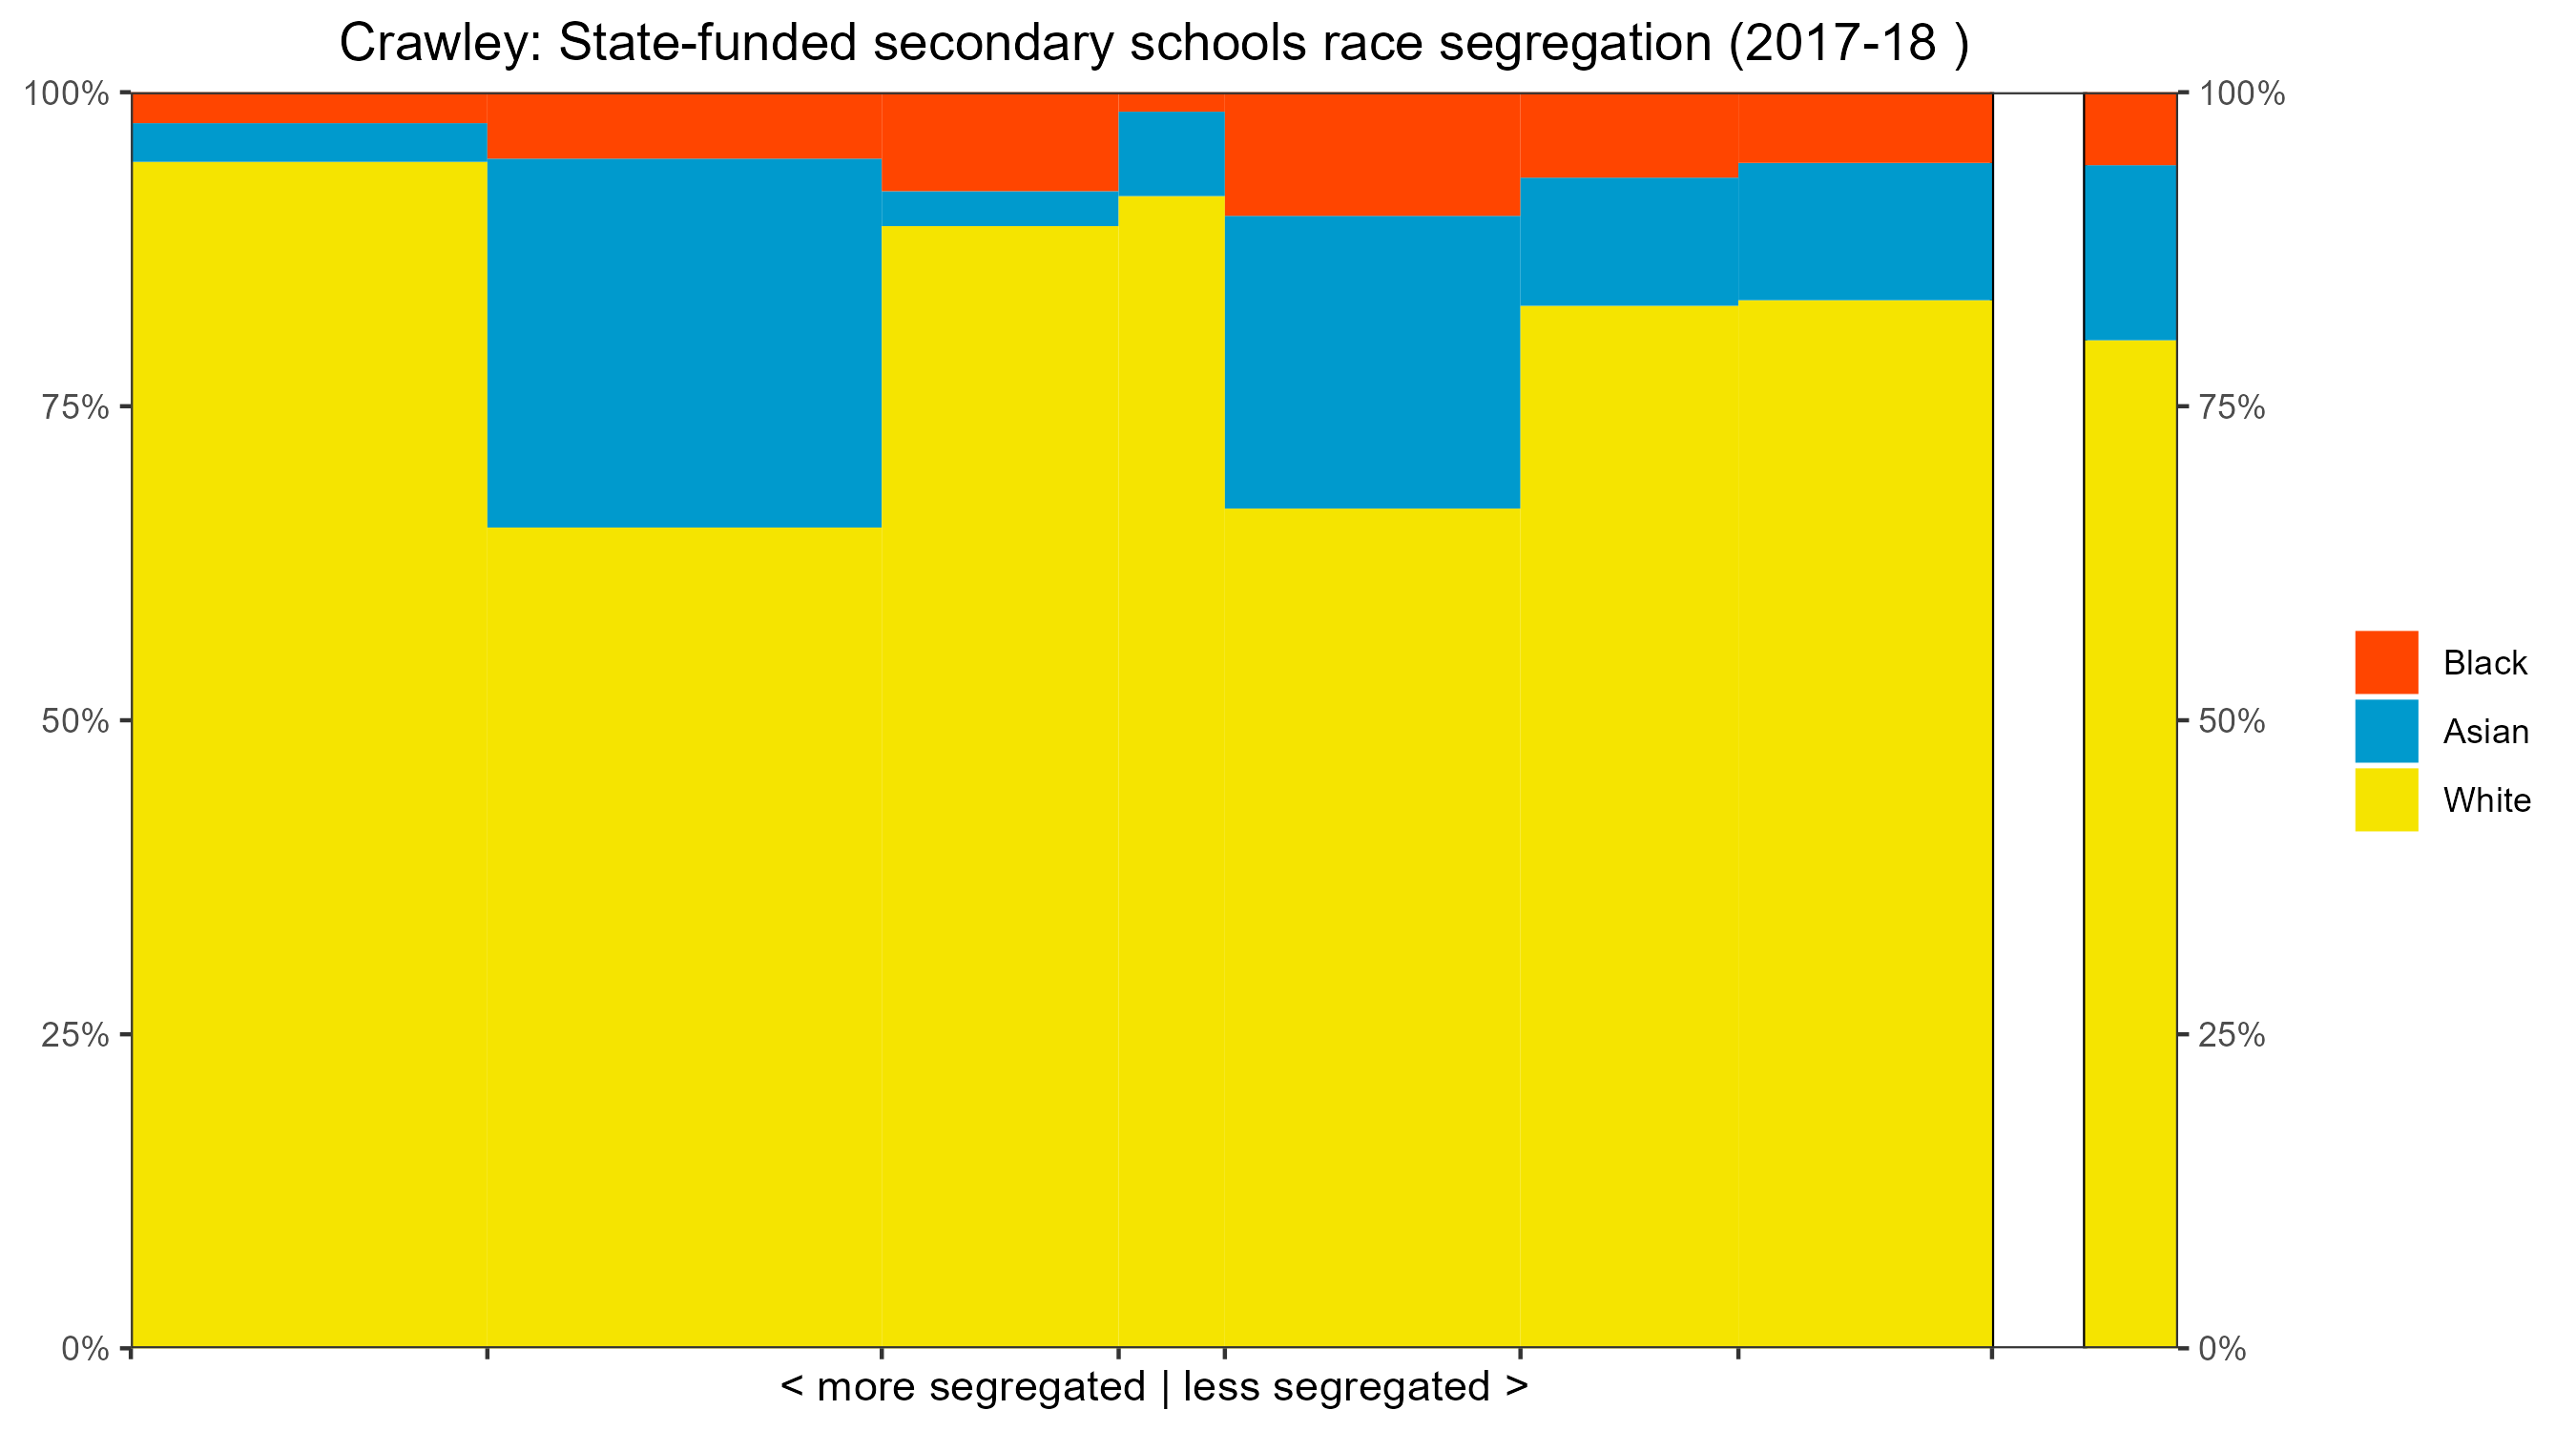 Crawley: State-funded secondary schools race segregation (2017-18 )
100%
75%
50%
25%
0%
100%
75%
50%
25%
0%
Black
Asian
White
< more segregated | less segregated >